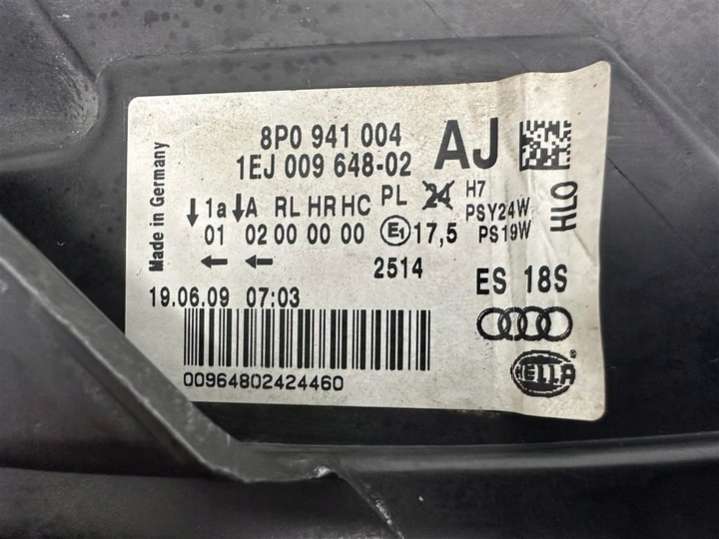 Made in Germany
8P0 941 004 AJ
1EJ 009 648-02
↓1a ↓A RL HR HC PL 24 H7
PSY24W
01 02 00 00 00 E1 17,5 PS19W
← ← 2514
HLO
19.06.09 07:03 ES 18S
00964802424460
HELLA